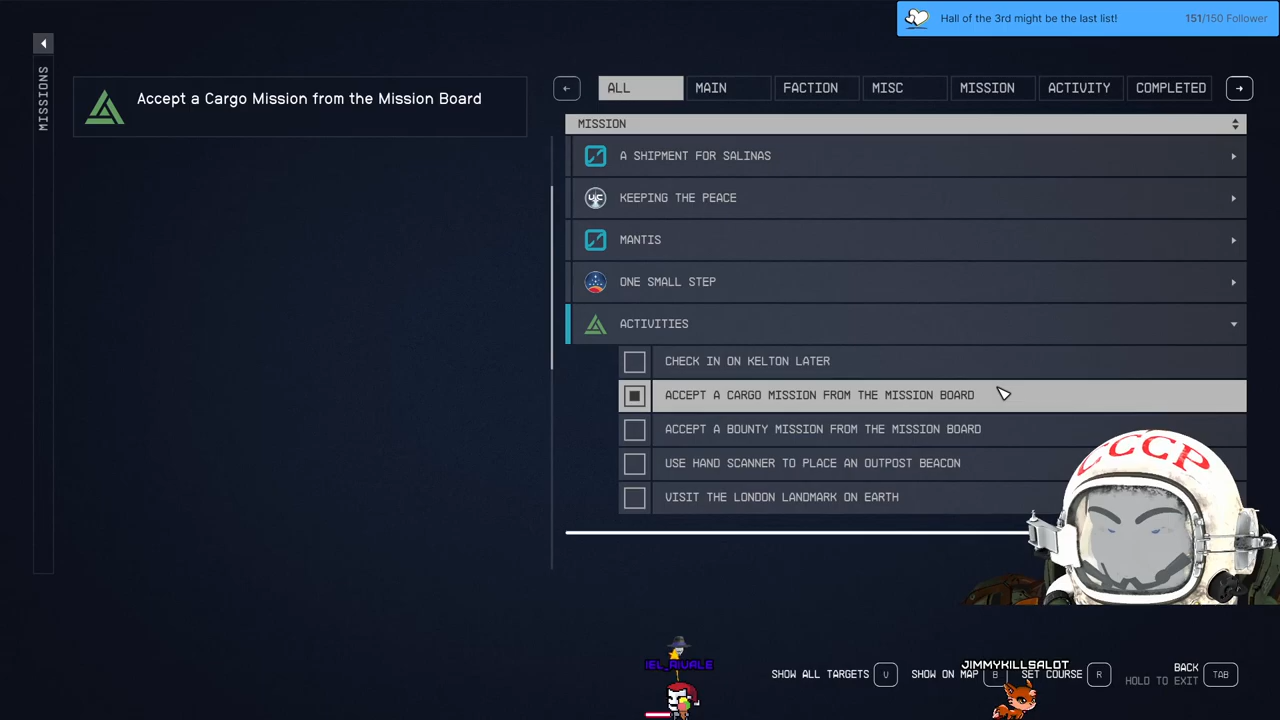 Hall of the 3rd might be the last list!
151/150 Follower
MISSIONS
Accept a Cargo Mission from the Mission Board
ALL
MAIN
FACTION
MISC
MISSION
ACTIVITY
COMPLETED
MISSION
A SHIPMENT FOR SALINAS
UC
KEEPING THE PEACE
MANTIS
ONE SMALL STEP
ACTIVITIES
CHECK IN ON KELTON LATER
ACCEPT A CARGO MISSION FROM THE MISSION BOARD
ACCEPT A BOUNTY MISSION FROM THE MISSION BOARD
USE HAND SCANNER TO PLACE AN OUTPOST BEACON
VISIT THE LONDON LANDMARK ON EARTH
CCCP
JIMMYKILLSALOT
SHOW ALL TARGETS V
SHOW ON MAP B
SET COURSE R
BACK
HOLD TO EXIT
TAB